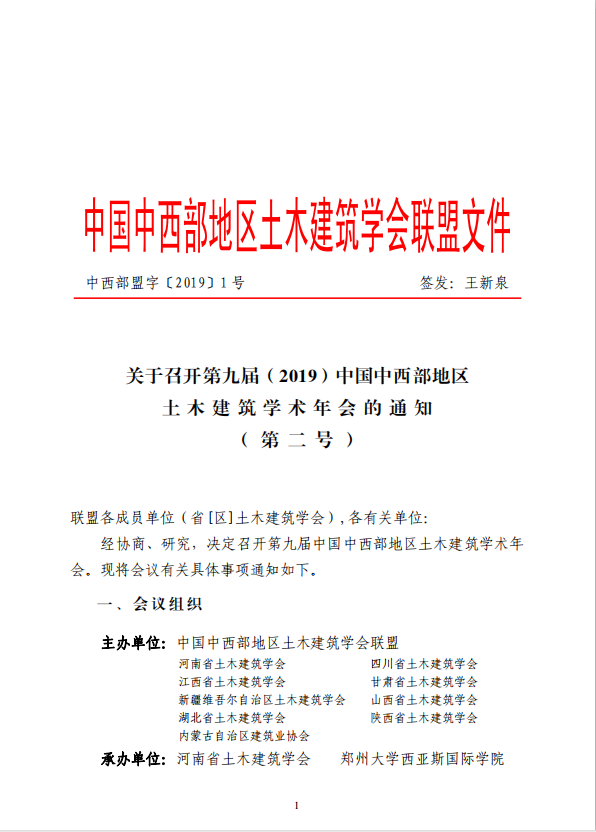 中国中西部地区土木建筑学会联盟文件
中西部盟字〔2019〕1号 签发：王新泉
关于召开第九届（2019）中国中西部地区
土木建筑学术年会的通知
（第二号）
联盟各成员单位（省[区]土木建筑学会）,各有关单位:
经协商、研究，决定召开第九届中国中西部地区土木建筑学术年
会。现将会议有关具体事项通知如下。
一、会议组织
主办单位：中国中西部地区土木建筑学会联盟
河南省土木建筑学会 四川省土木建筑学会
江西省土木建筑学会 甘肃省土木建筑学会
新疆维吾尔自治区土木建筑学会 山西省土木建筑学会
湖北省土木建筑学会 陕西省土木建筑学会
内蒙古自治区建筑业协会
承办单位：河南省土木建筑学会 郑州大学西亚斯国际学院
1